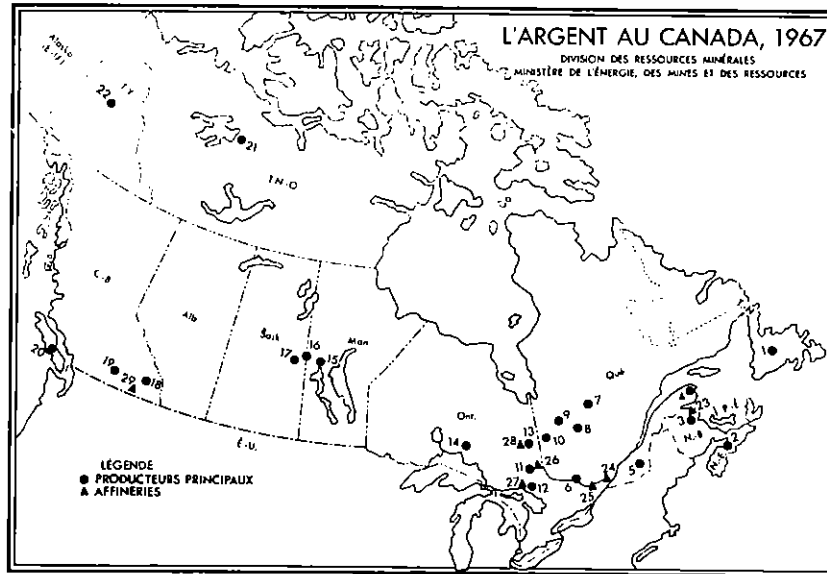 L'ARGENT AU CANADA, 1967
DIVISION DES RESSOURCES MINÉRALES
MINISTÈRE DE L'ÉNERGIE, DES MINES ET DES RESSOURCES
Alaska
(É.-U.)
T.Y
22
21
T.N-O
C.-B
Alb
Sask
Man
Ont.
Qué
20
19
29
18
17
16
15
14
13
28
11
26
27
12
10
9
8
7
6
25
24
5
4
23
3
N.-B
P.-É
2
N.-É
1
É.-U.
LÉGENDE
● PRODUCTEURS PRINCIPAUX
▲ AFFINERIES